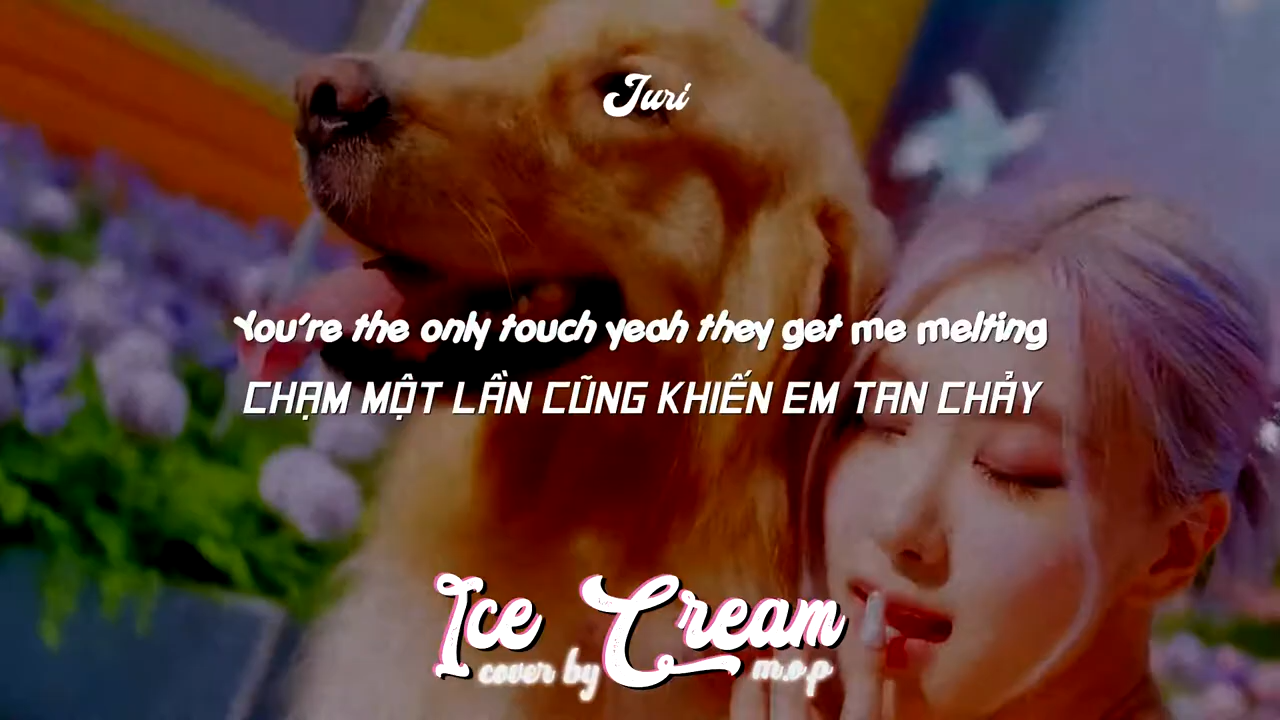 Juri
You're the only touch yeah they get me melting
CHẠM MỘT LẦN CŨNG KHIẾN EM TAN CHẢY
Ice Cream
cover by m.o.p